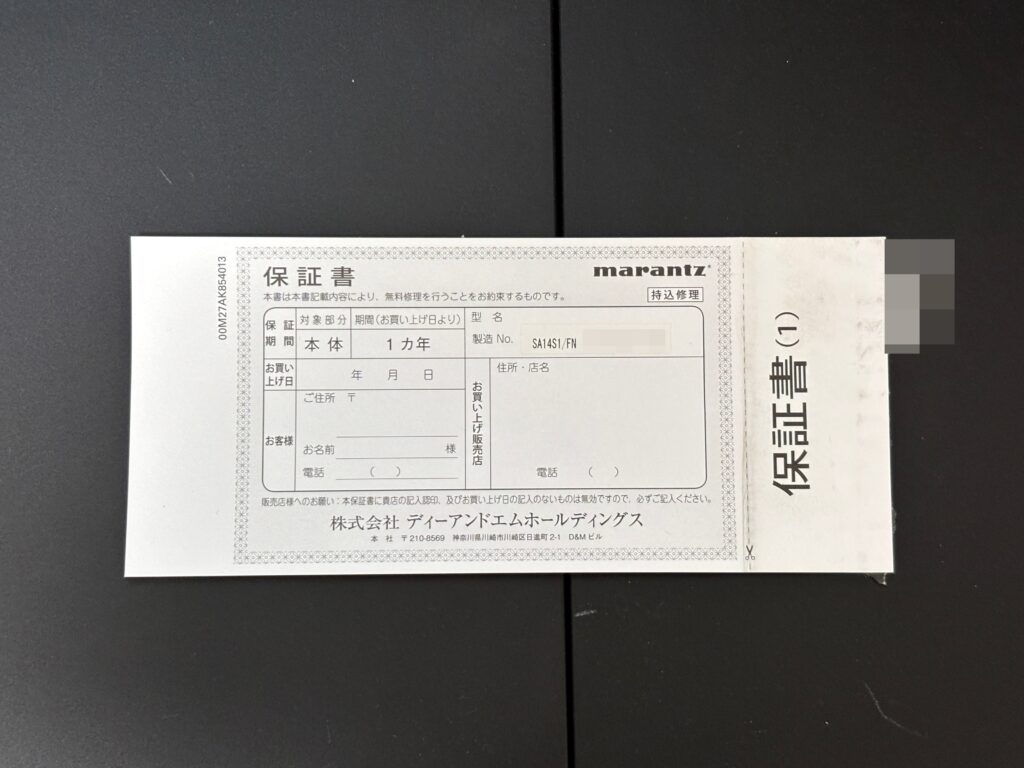 00M27AK854013
保証書
marantz
本書は本書記載内容により、無料修理を行うことをお約束するものです。
持込修理
保証期間
対象部分
期間(お買い上げ日より)
本体
1カ年
型名
製造No.
SA14S1/FN
お買い上げ日
年 月 日
お客様
ご住所 〒
お名前 様
電話 ( )
お買い上げ販売店
住所・店名
電話 ( )
販売店様へのお願い:本保証書に貴店の記入認印、及びお買い上げ日の記入のないものは無効ですので、必ずご記入ください。
株式会社 ディーアンドエムホールディングス
本社 〒210-8569 神奈川県川崎市川崎区日進町2-1 D&Mビル
保証書(1)